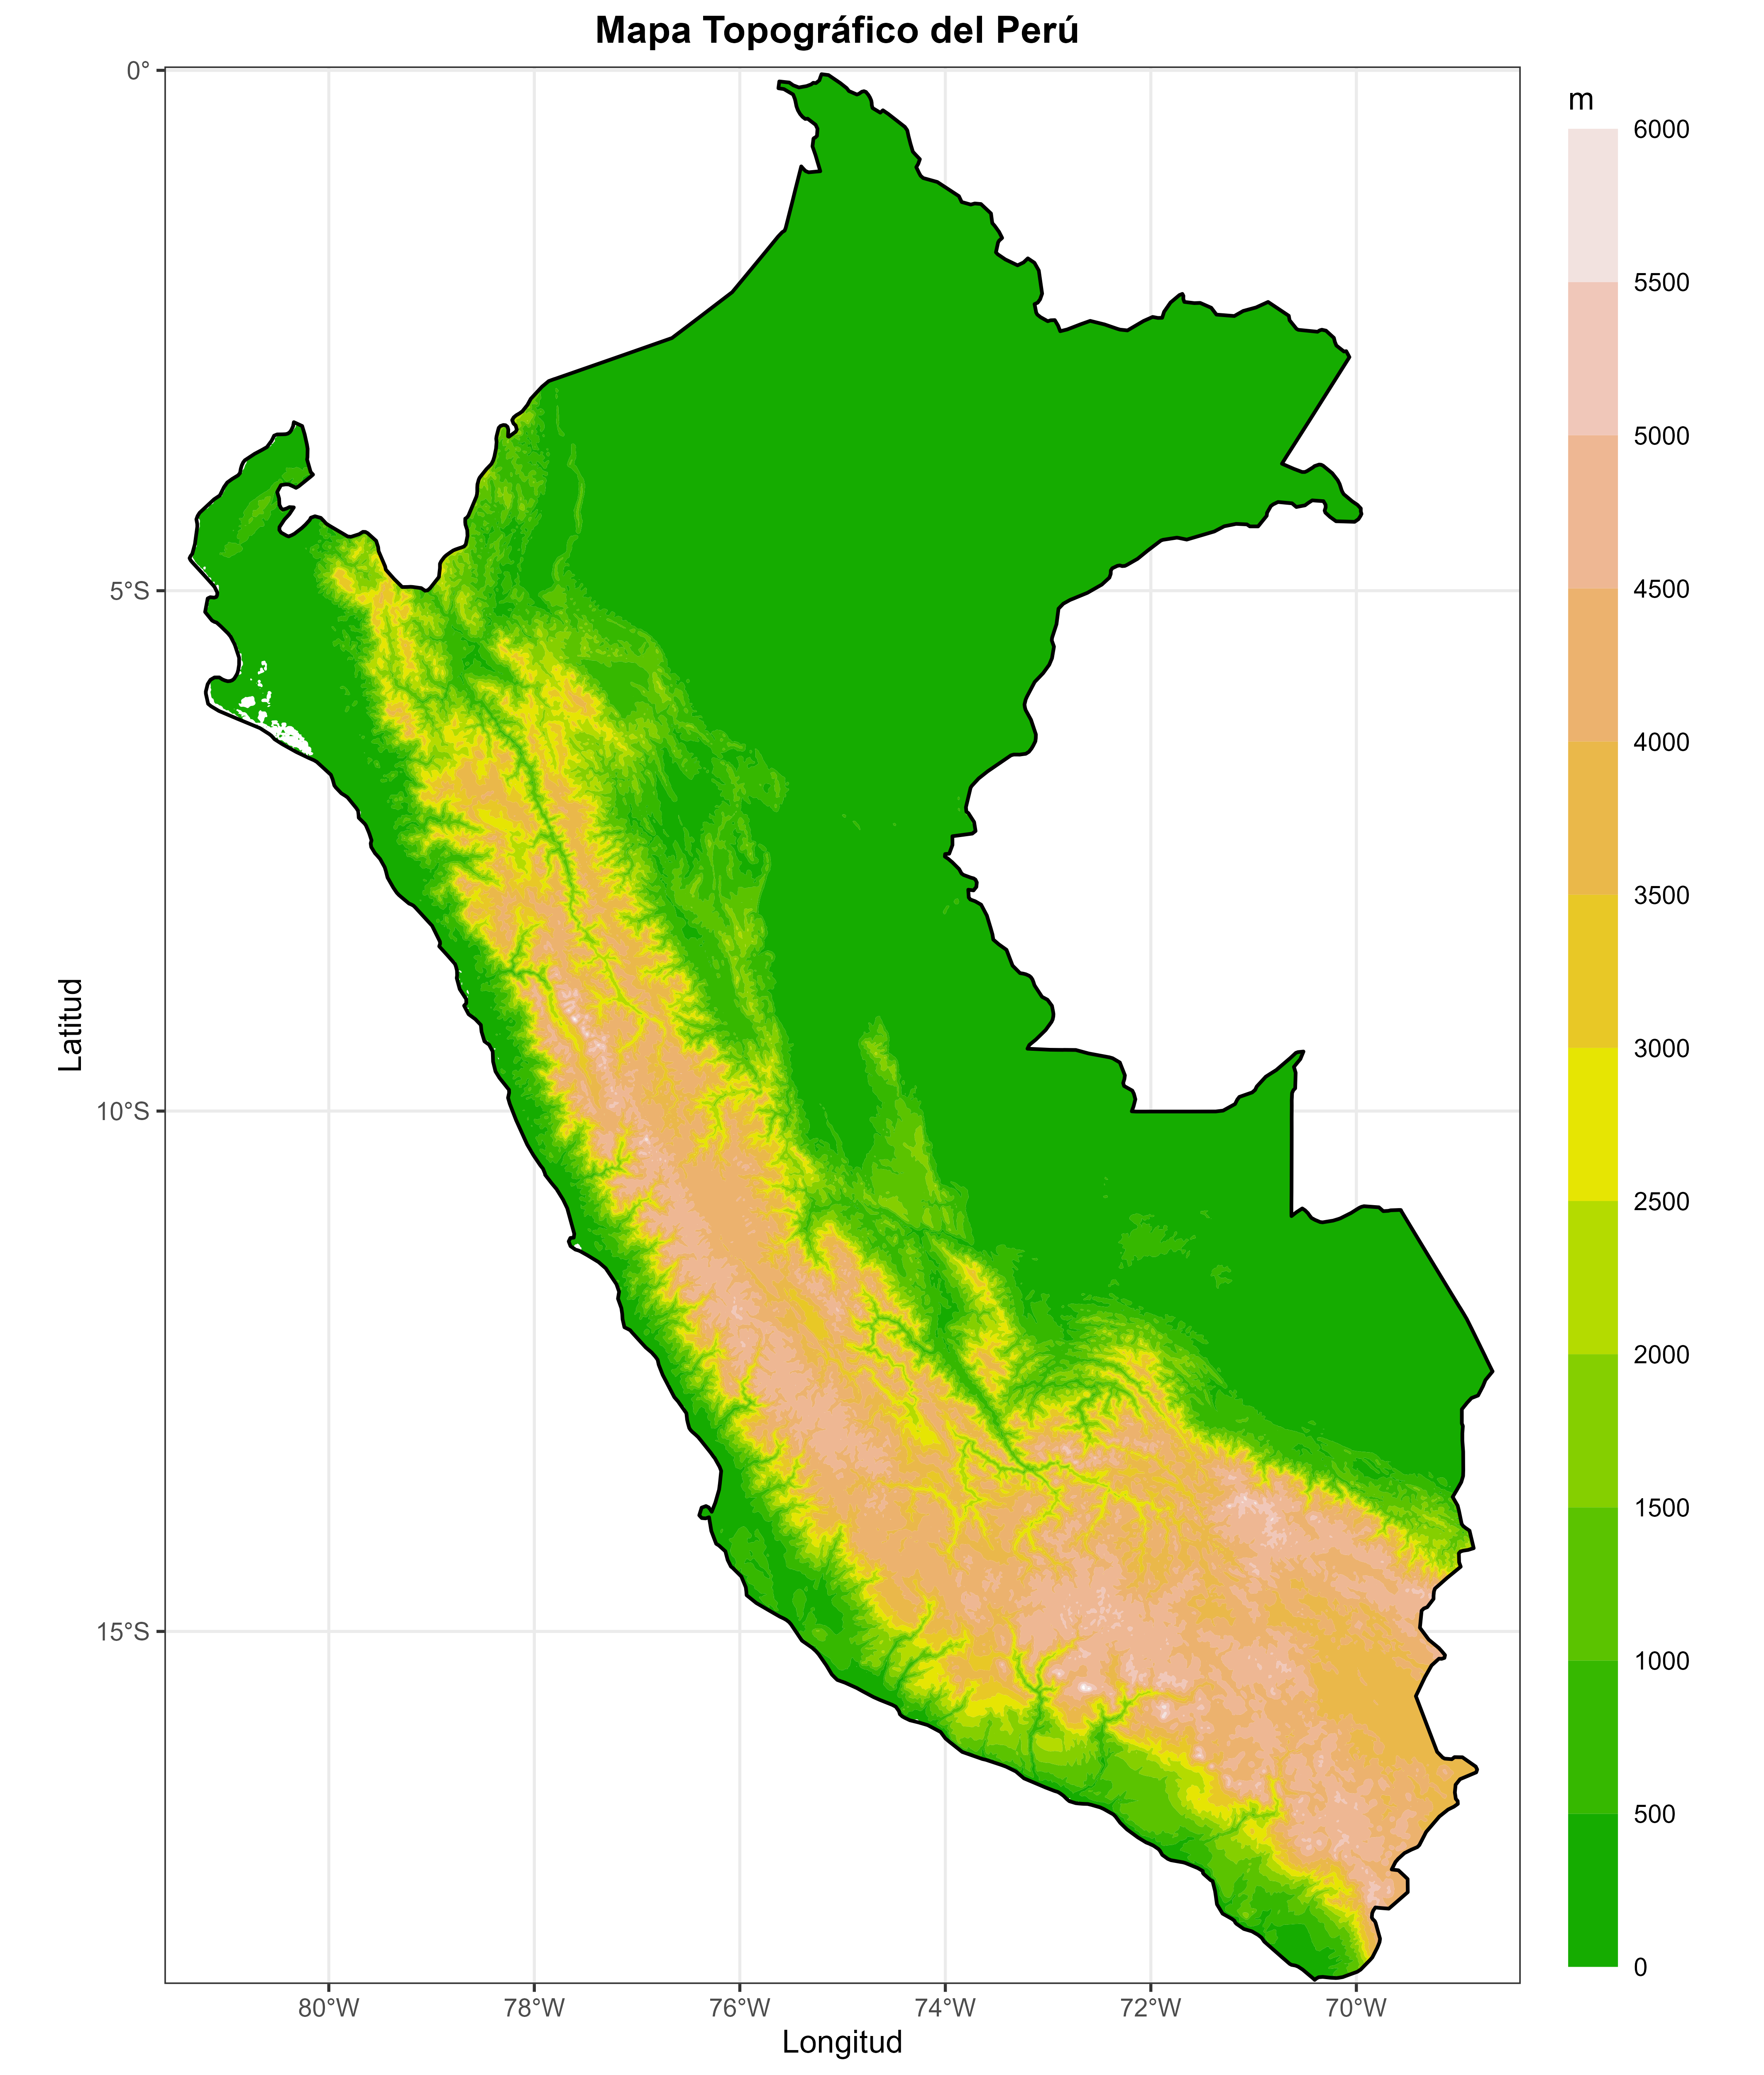 Mapa Topográfico del Perú
m
6000
5500
5000
4500
4000
3500
3000
2500
2000
1500
1000
500
0
0°
5°S
10°S
15°S
Latitud
80°W 78°W 76°W 74°W 72°W 70°W
Longitud